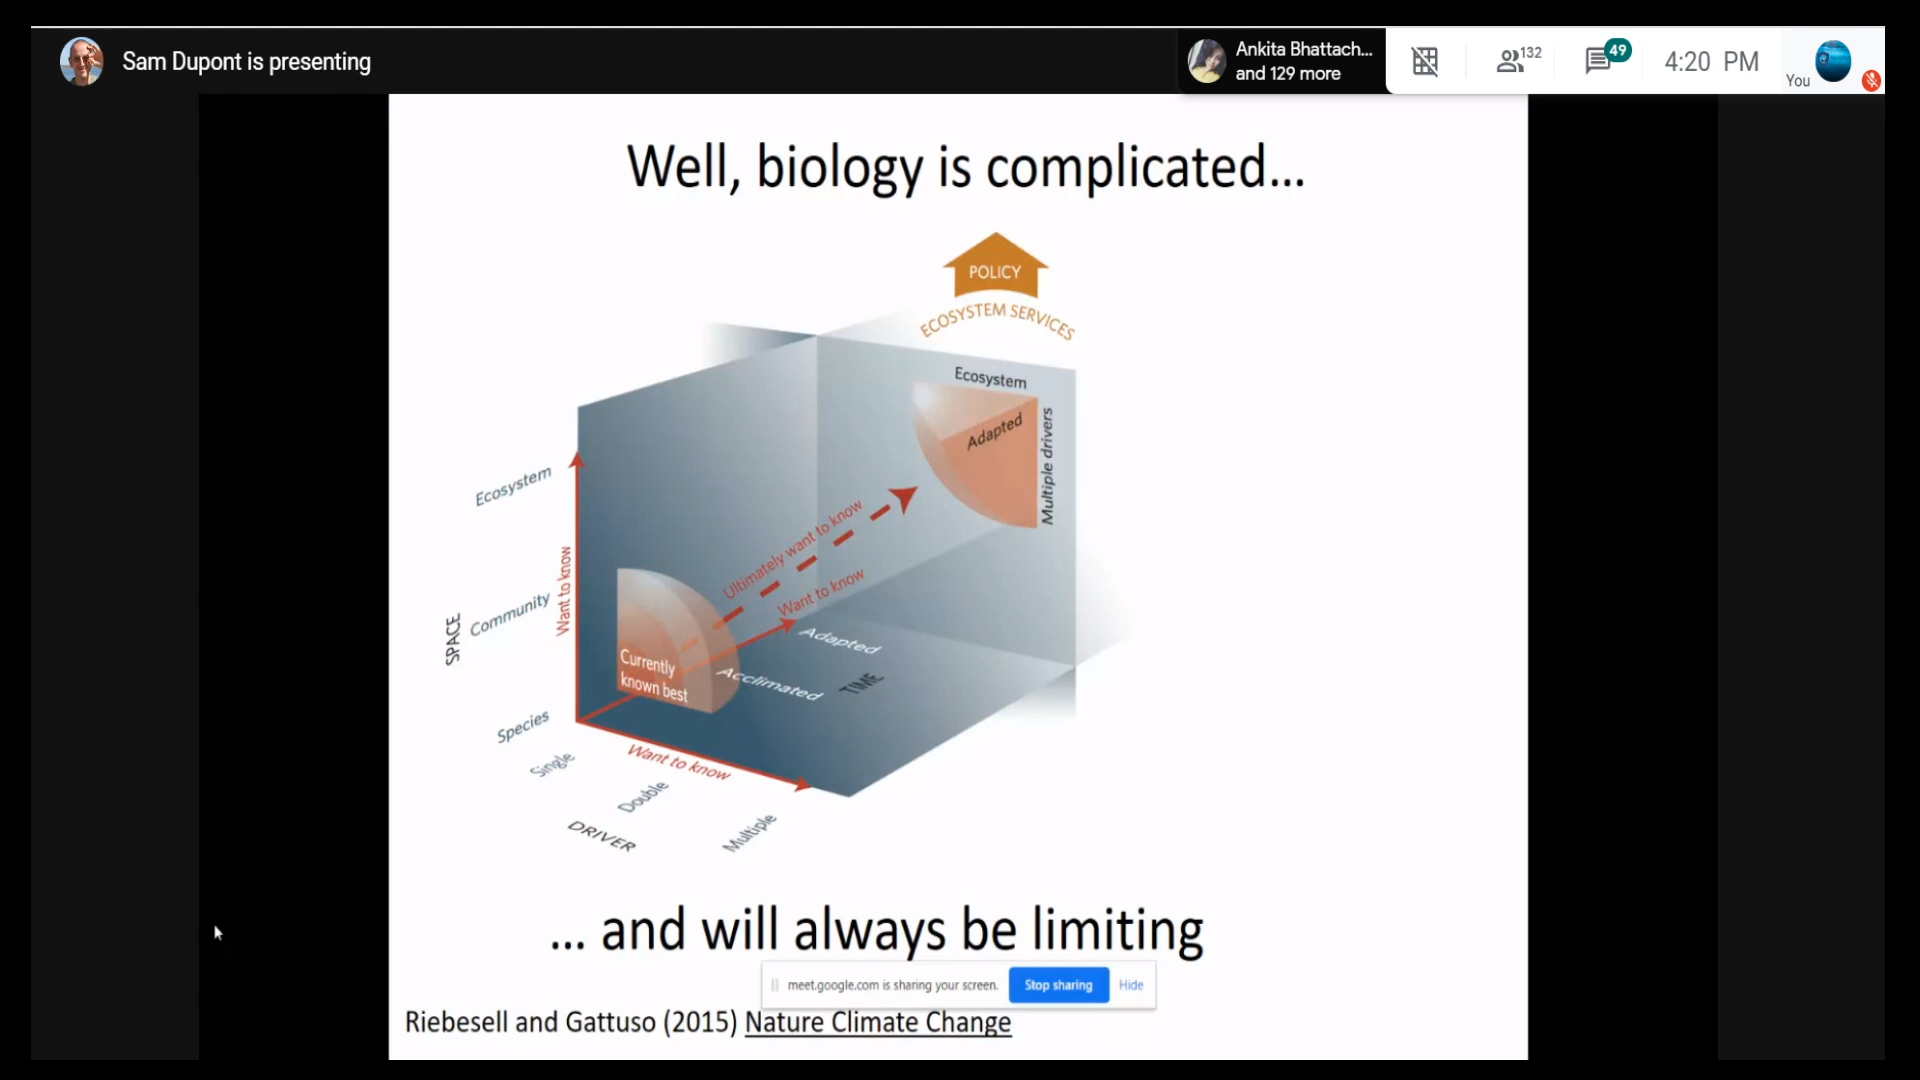 Sam Dupont is presenting
Ankita Bhattach...
and 129 more
132
49
4:20 PM
You
Well, biology is complicated...
POLICY
ECOSYSTEM SERVICES
Ecosystem
Adapted
Multiple drivers
Ecosystem
Community
Species
SPACE
Want to know
Ultimately want to know
Want to know
Adapted
Acclimated
TIME
Currently
known best
Want to know
Single
Double
Multiple
DRIVER
... and will always be limiting
meet.google.com is sharing your screen.
Stop sharing
Hide
Riebesell and Gattuso (2015) Nature Climate Change